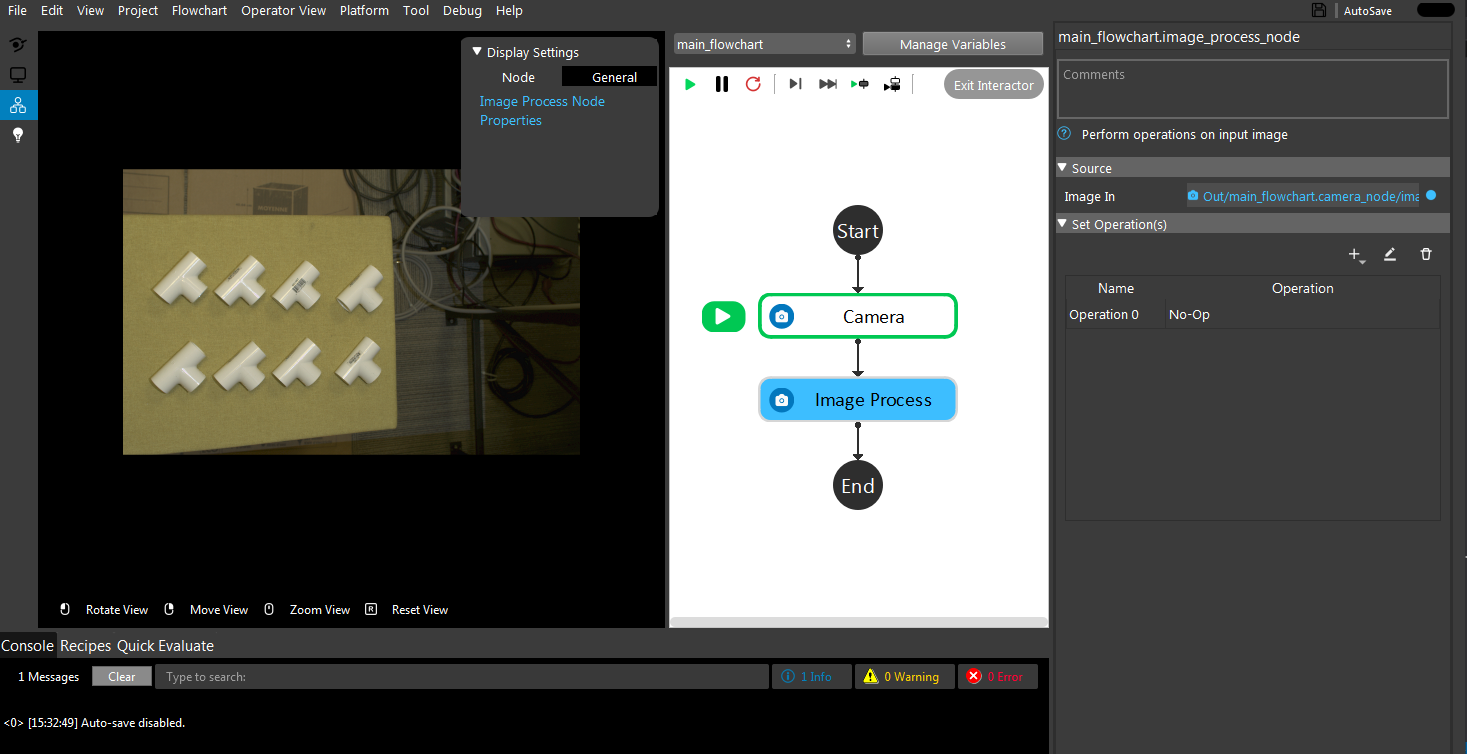 File Edit View Project Flowchart Operator View Platform Tool Debug Help
AutoSave
Display Settings
Node General
Image Process Node
Properties
Rotate View Move View Zoom View R Reset View
main_flowchart Manage Variables
Exit Interactor
Start
Camera
Image Process
End
main_flowchart.image_process_node
Comments
? Perform operations on input image
Source
Image In Out/main_flowchart.camera_node/ima
Set Operation(s)
Name Operation
Operation 0 No-Op
Console Recipes Quick Evaluate
1 Messages Clear Type to search: 1 Info 0 Warning 0 Error
<0> [15:32:49] Auto-save disabled.